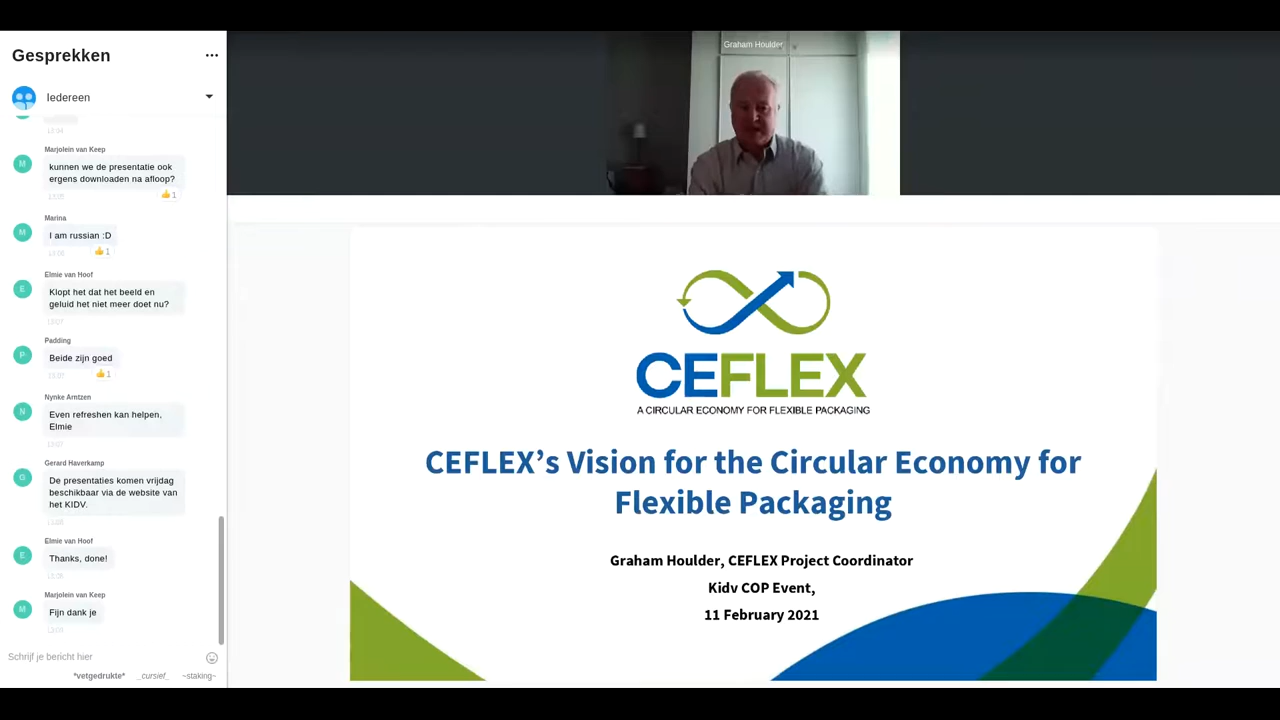 Gesprekken
Iedereen
Marjolein van Keep
kunnen we de presentatie ook
ergens downloaden na afloop?
1
Marina
I am russian :D
1
Elmie van Hoof
Klopt het dat het beeld en
geluid het niet meer doet nu?
Padding
Beide zijn goed
1
Nynke Arntzen
Even refreshen kan helpen,
Elmie
Gerard Haverkamp
De presentaties komen vrijdag
beschikbaar via de website van
het KIDV.
Elmie van Hoof
Thanks, done!
Marjolein van Keep
Fijn dank je
Schrijf je bericht hier
*vetgedrukte* _cursief_ ~staking~
Graham Houlder
CEFLEX
A CIRCULAR ECONOMY FOR FLEXIBLE PACKAGING
CEFLEX’s Vision for the Circular Economy for
Flexible Packaging
Graham Houlder, CEFLEX Project Coordinator
Kidv COP Event,
11 February 2021